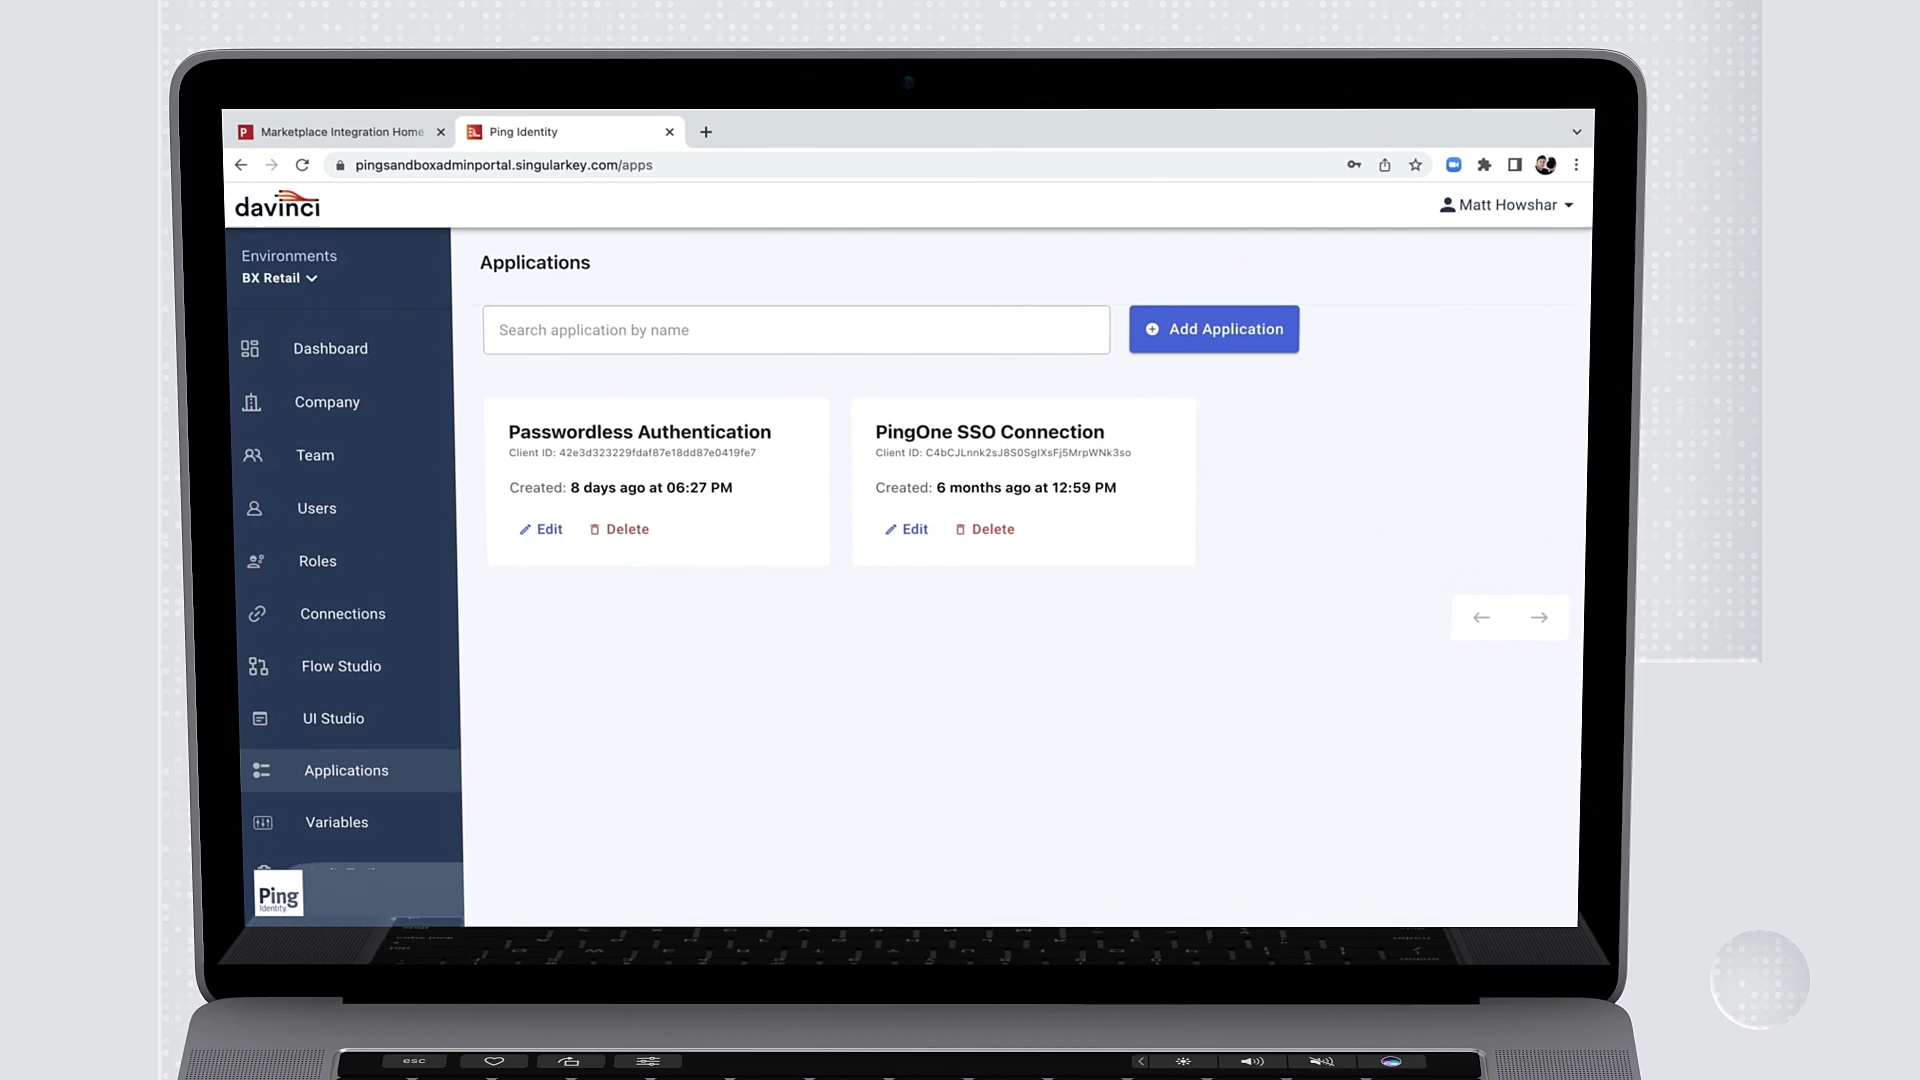 Marketplace Integration Home
Ping Identity
pingsandboxadminportal.singularkey.com/apps
davinci
Matt Howshar
Environments
BX Retail
Applications
Search application by name
Add Application
Dashboard
Company
Team
Users
Roles
Connections
Flow Studio
UI Studio
Applications
Variables
Passwordless Authentication
Client ID: 42e3d323229fdaf87e18dd87e0419fe7
Created: 8 days ago at 06:27 PM
Edit
Delete
PingOne SSO Connection
Client ID: C4bCJLnnk2sJ8S0SgIXsFj5MrpWNk3so
Created: 6 months ago at 12:59 PM
Edit
Delete
Ping
Identity
esc